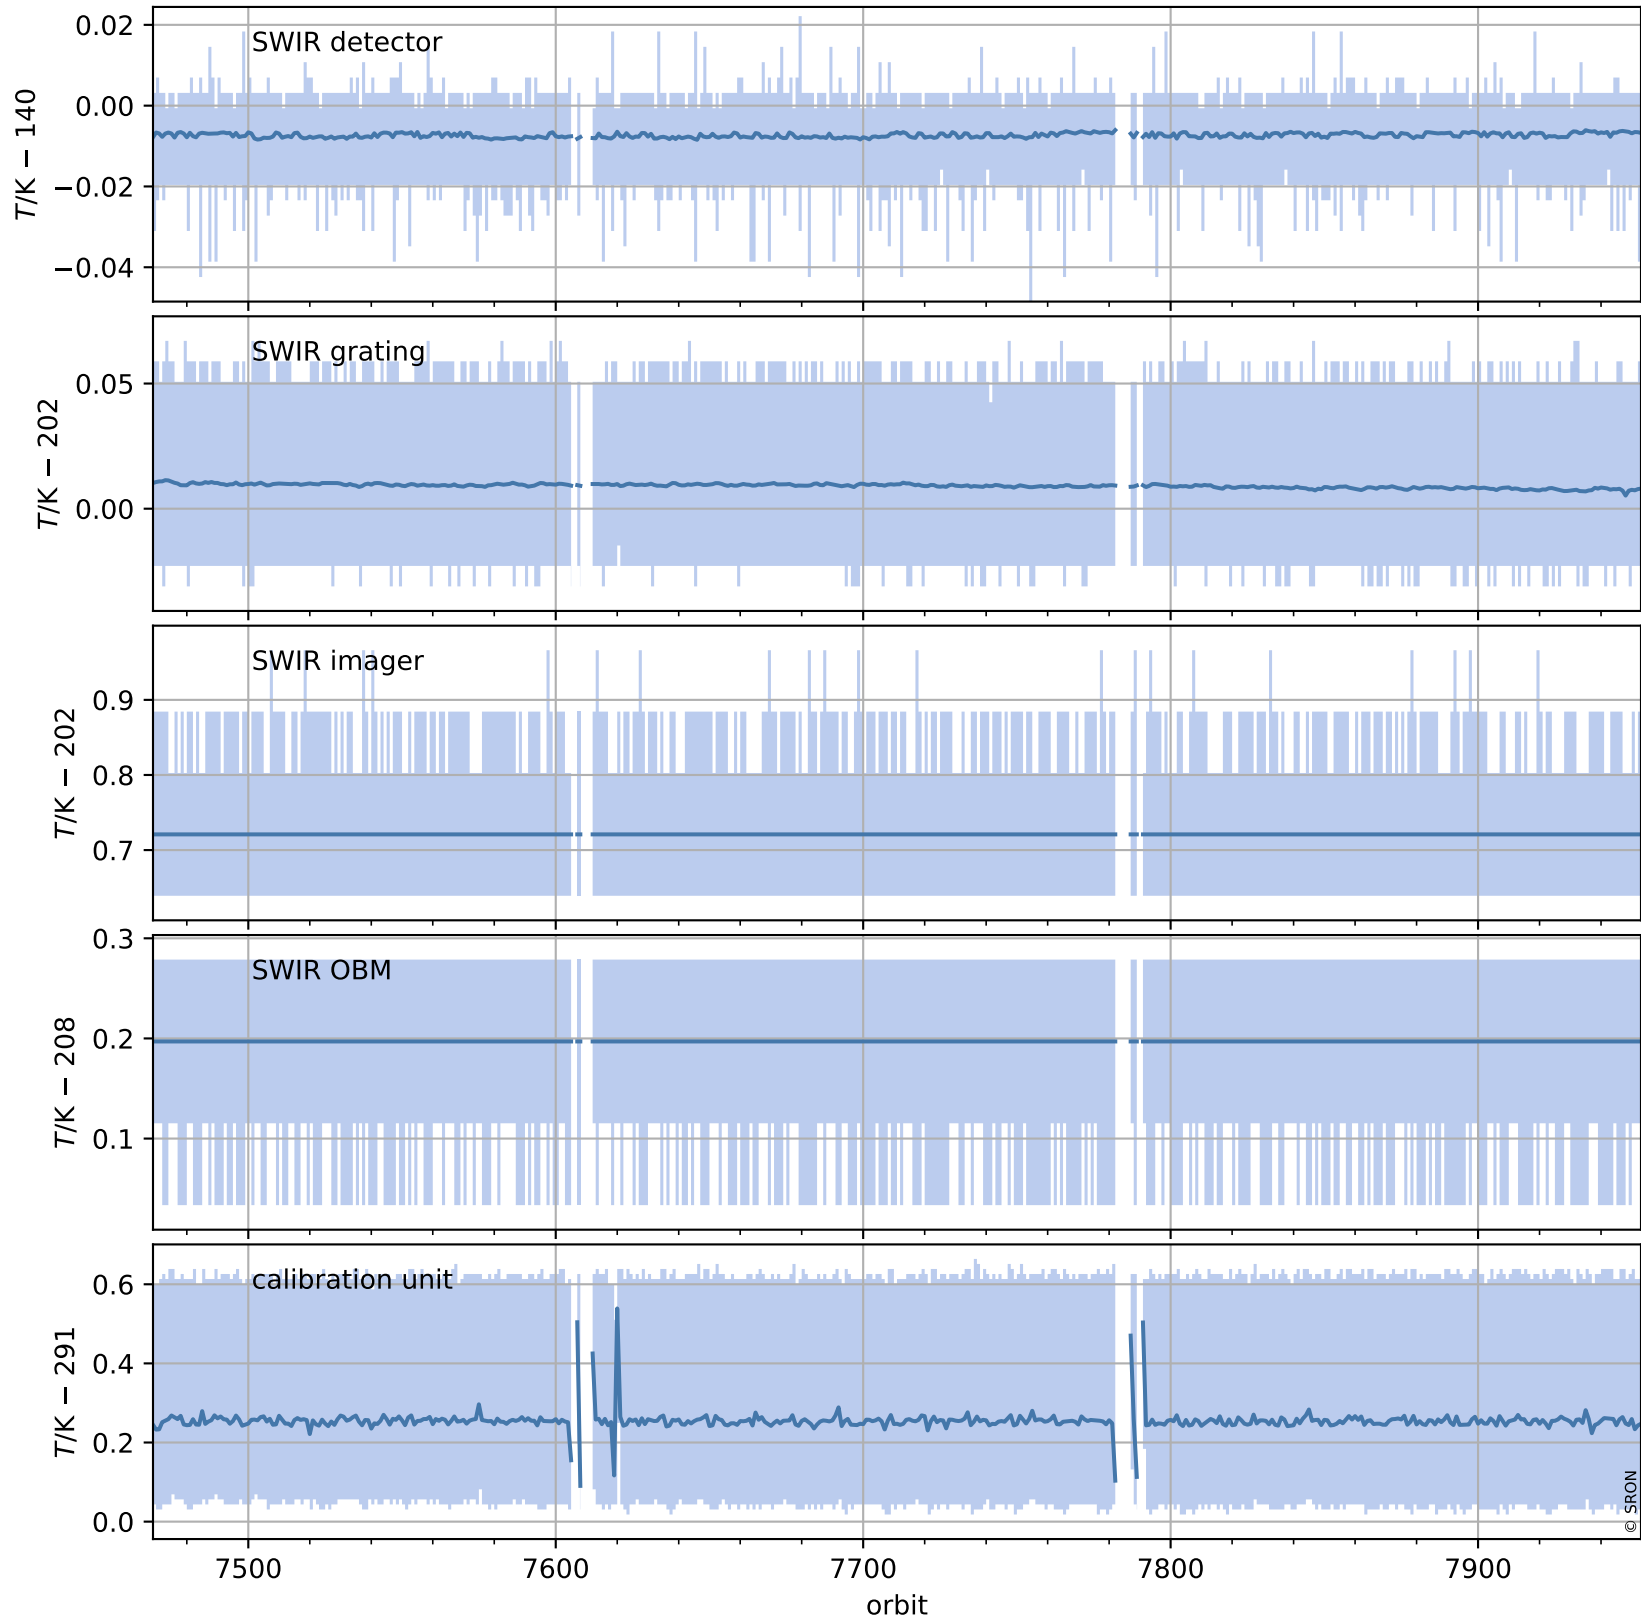 0.02
0.00
−0.02
−0.04
T/K − 140
SWIR detector
0.05
0.00
T/K − 202
SWIR grating
0.9
0.8
0.7
T/K − 202
SWIR imager
0.3
0.2
0.1
T/K − 208
SWIR OBM
0.6
0.4
0.2
0.0
T/K − 291
calibration unit
© SRON
7500 7600 7700 7800 7900
orbit